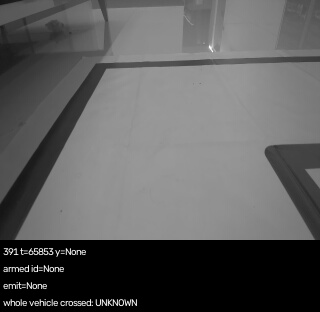 391 t=65853 y=None
armed id=None
emit=None
whole vehicle crossed: UNKNOWN